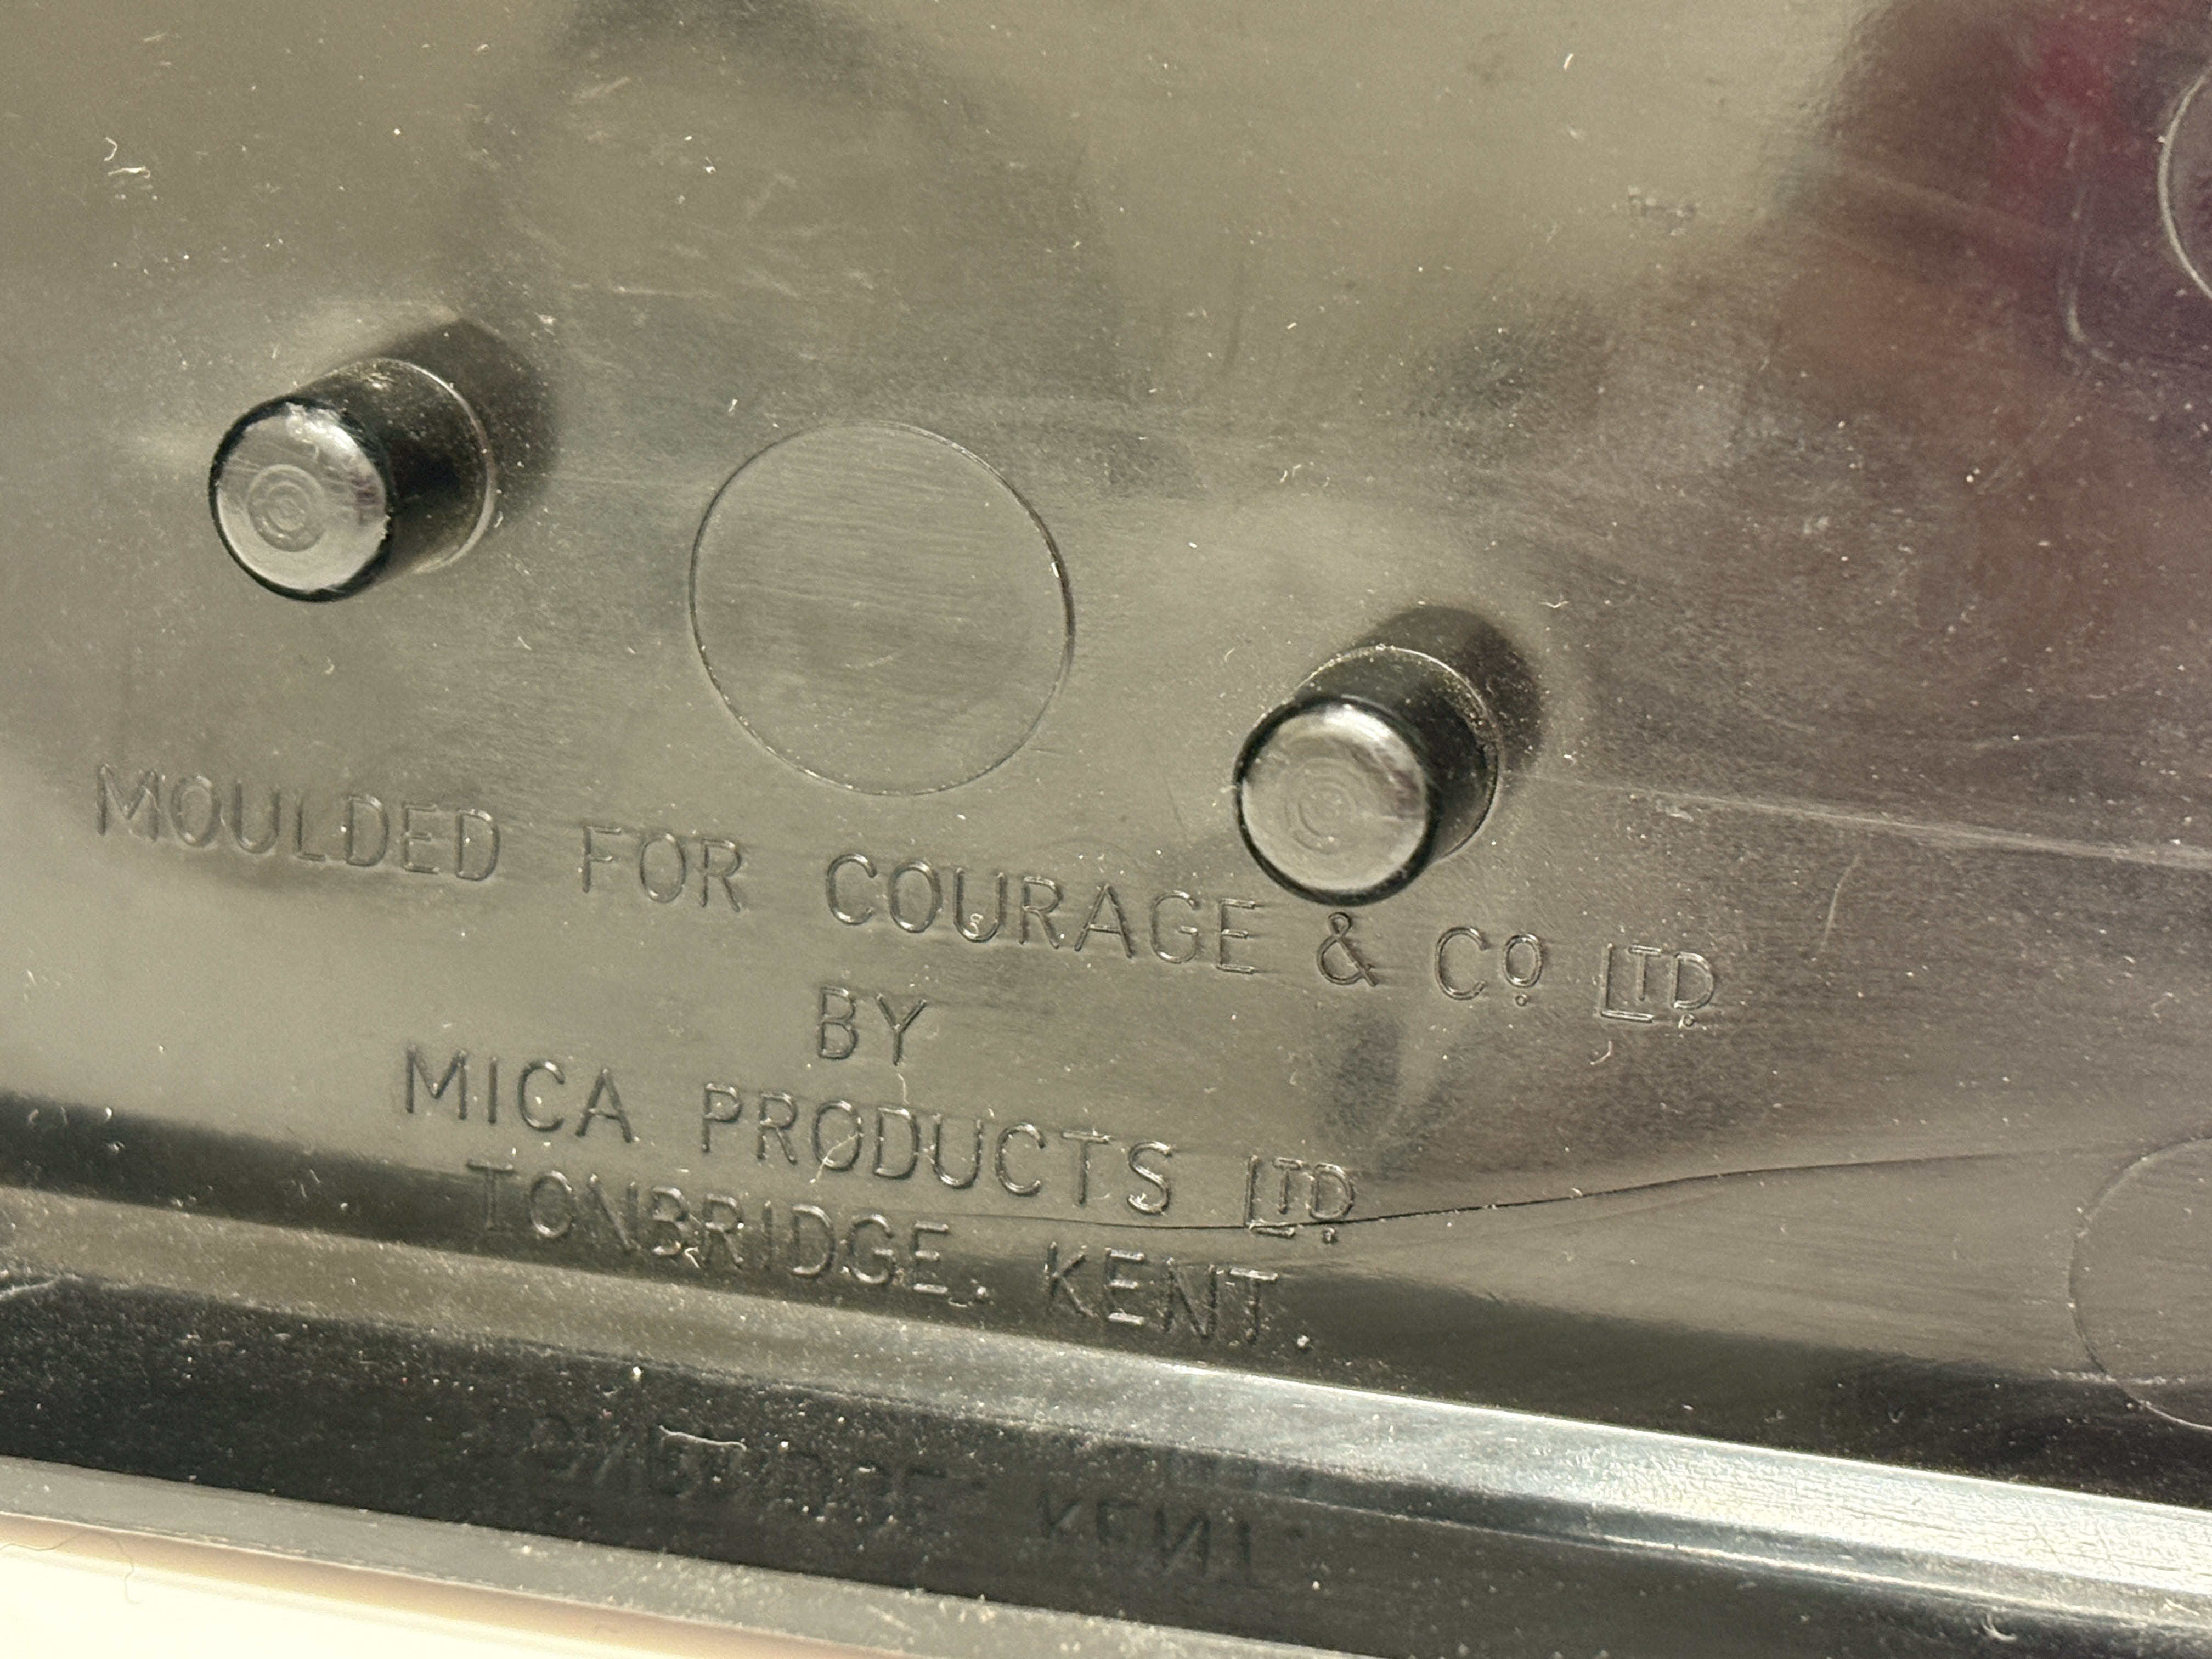 MOULDED FOR COURAGE & Cº LTD.
BY
MICA PRODUCTS LTD.
TONBRIDGE, KENT.